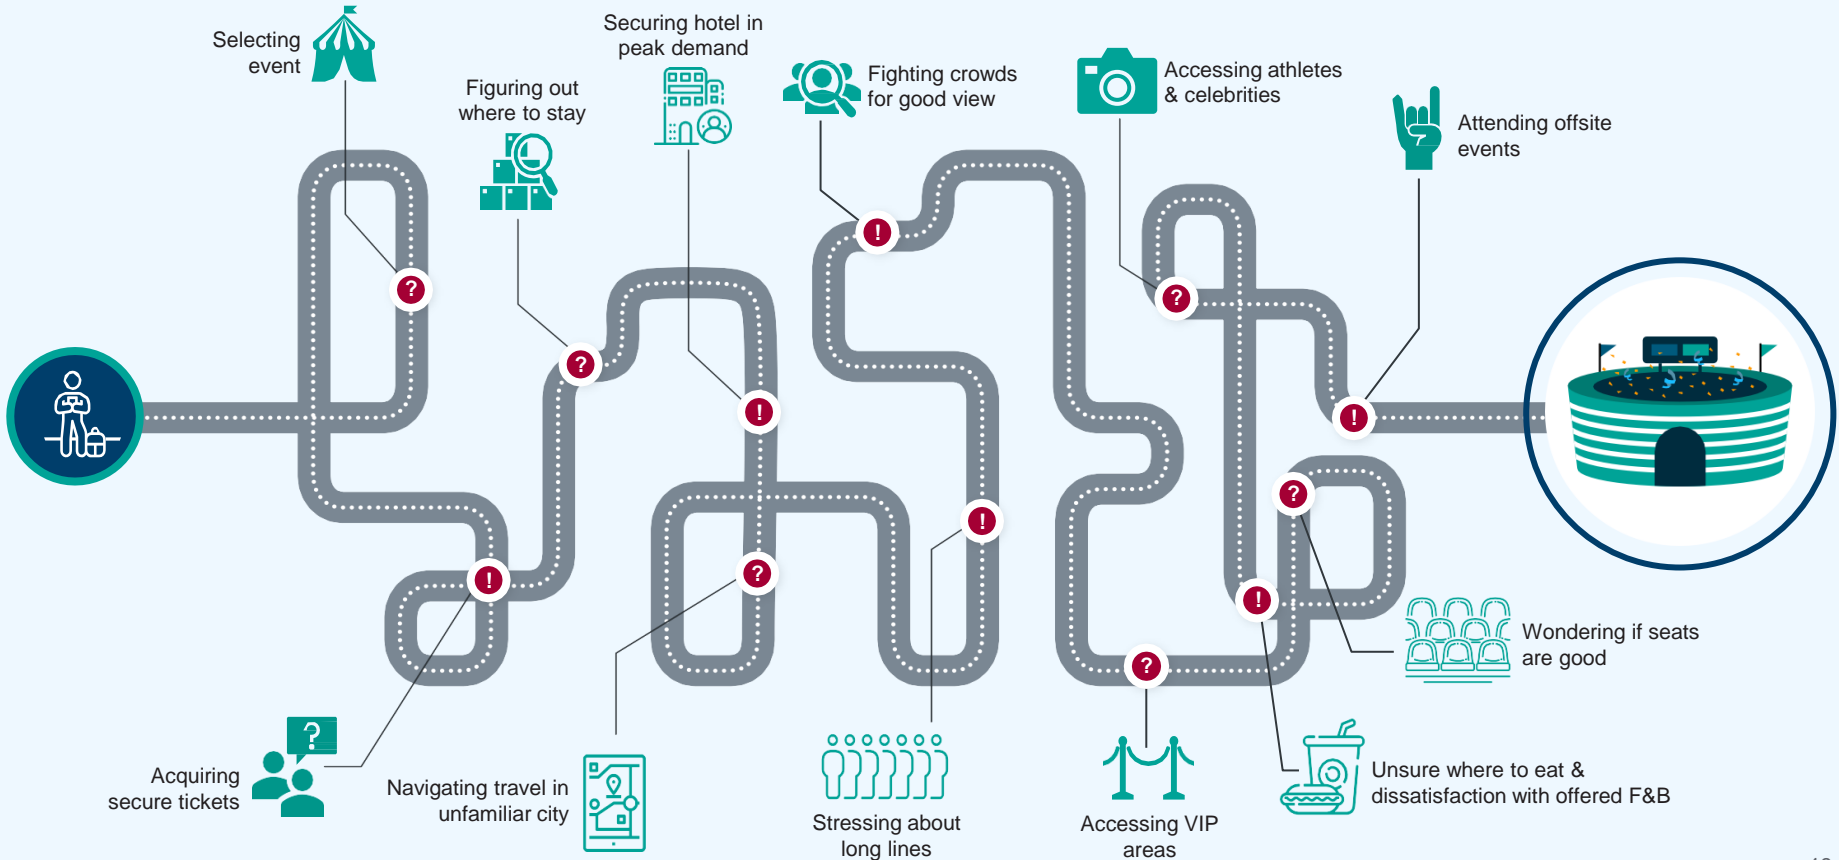 Selecting
event
Figuring out
where to stay
Securing hotel in
peak demand
Fighting crowds
for good view
Accessing athletes
& celebrities
Attending offsite
events
?
!
?
!
?
!
!
?
?
!
?
!
?
Acquiring
secure tickets
Navigating travel in
unfamiliar city
Stressing about
long lines
Accessing VIP
areas
Unsure where to eat &
dissatisfaction with offered F&B
Wondering if seats
are good